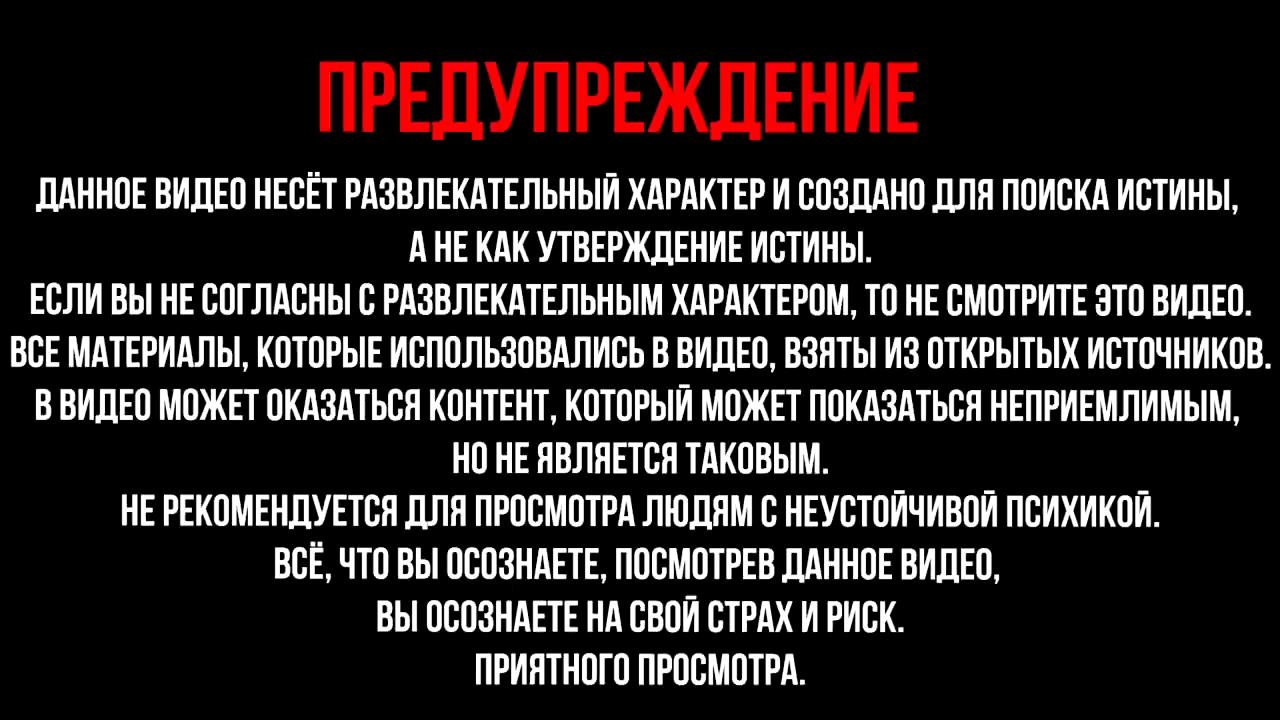 ПРЕДУПРЕЖДЕНИЕ
ДАННОЕ ВИДЕО НЕСЁТ РАЗВЛЕКАТЕЛЬНЫЙ ХАРАКТЕР И СОЗДАНО ДЛЯ ПОИСКА ИСТИНЫ,
А НЕ КАК УТВЕРЖДЕНИЕ ИСТИНЫ.
ЕСЛИ ВЫ НЕ СОГЛАСНЫ С РАЗВЛЕКАТЕЛЬНЫМ ХАРАКТЕРОМ, ТО НЕ СМОТРИТЕ ЭТО ВИДЕО.
ВСЕ МАТЕРИАЛЫ, КОТОРЫЕ ИСПОЛЬЗОВАЛИСЬ В ВИДЕО, ВЗЯТЫ ИЗ ОТКРЫТЫХ ИСТОЧНИКОВ.
В ВИДЕО МОЖЕТ ОКАЗАТЬСЯ КОНТЕНТ, КОТОРЫЙ МОЖЕТ ПОКАЗАТЬСЯ НЕПРИЕМЛИМЫМ,
НО НЕ ЯВЛЯЕТСЯ ТАКОВЫМ.
НЕ РЕКОМЕНДУЕТСЯ ДЛЯ ПРОСМОТРА ЛЮДЯМ С НЕУСТОЙЧИВОЙ ПСИХИКОЙ.
ВСЁ, ЧТО ВЫ ОСОЗНАЕТЕ, ПОСМОТРЕВ ДАННОЕ ВИДЕО,
ВЫ ОСОЗНАЕТЕ НА СВОЙ СТРАХ И РИСК.
ПРИЯТНОГО ПРОСМОТРА.